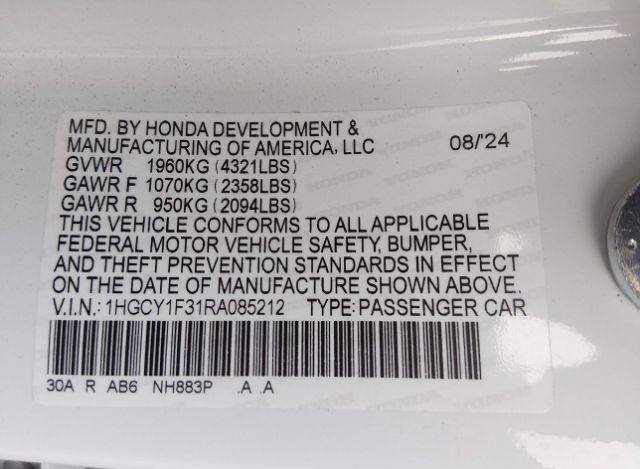 MFD. BY HONDA DEVELOPMENT &
MANUFACTURING OF AMERICA, LLC 08/'24
GVWR 1960KG (4321LBS)
GAWR F 1070KG (2358LBS)
GAWR R 950KG (2094LBS)
THIS VEHICLE CONFORMS TO ALL APPLICABLE
FEDERAL MOTOR VEHICLE SAFETY, BUMPER,
AND THEFT PREVENTION STANDARDS IN EFFECT
ON THE DATE OF MANUFACTURE SHOWN ABOVE.
V.I.N.: 1HGCY1F31RA085212 TYPE: PASSENGER CAR
30A R AB6 NH883P .A .A